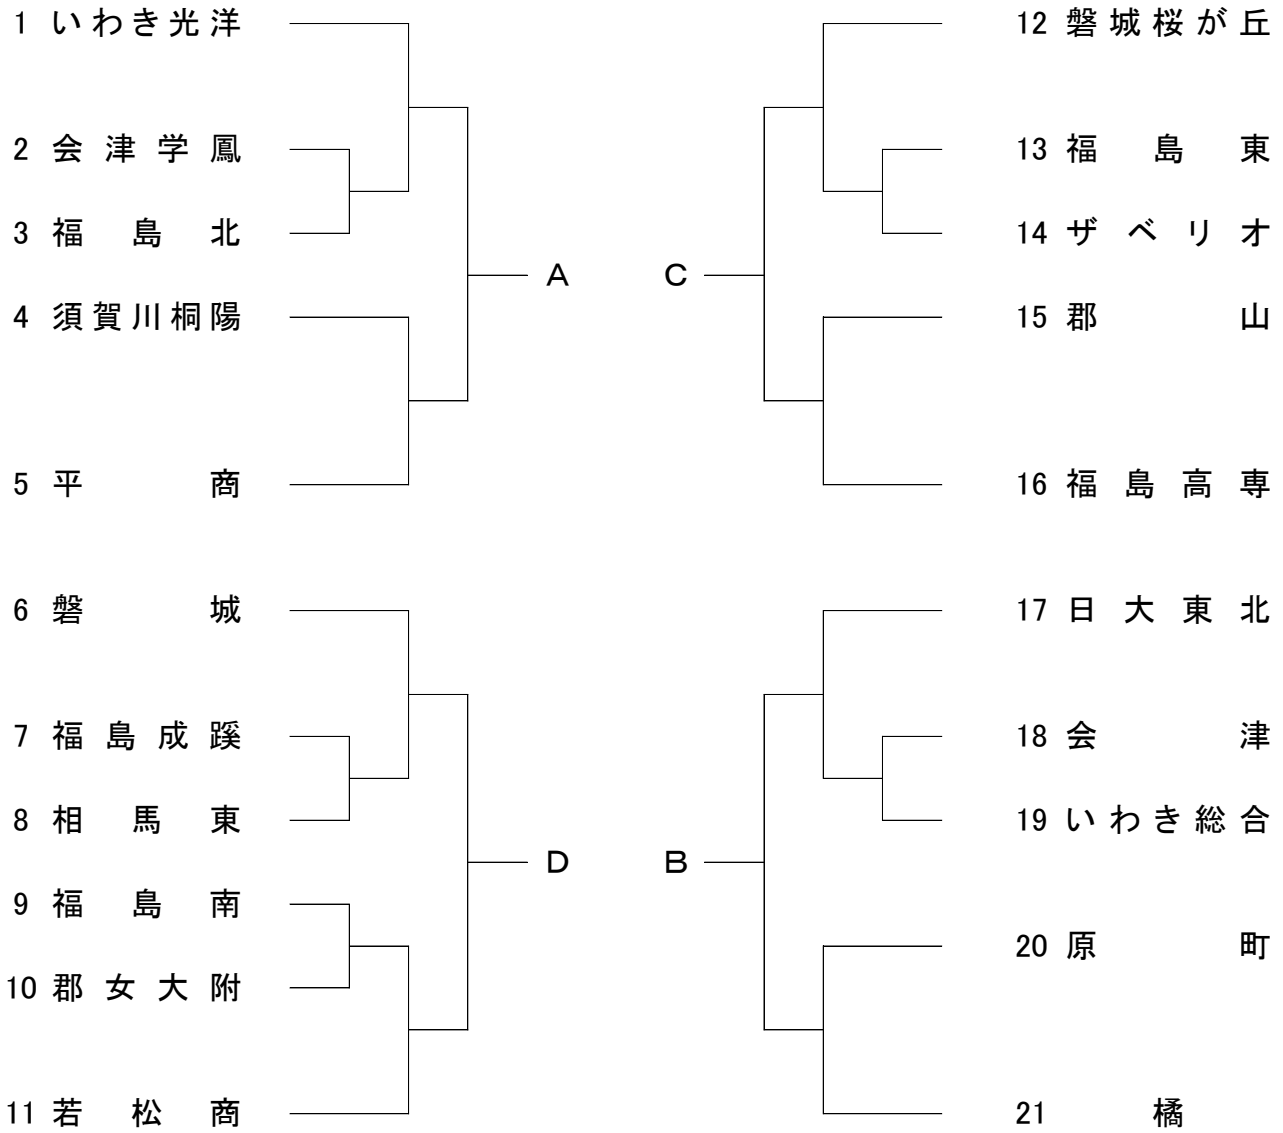 1 いわき光洋
2 会津学鳳
3 福島北
A
4 須賀川桐陽
5 平商
6 磐城
7 福島成蹊
8 相馬東
D
9 福島南
10 郡女大附
11 若松商
12 磐城桜が丘
13 福島東
14 ザベリオ
C
15 郡山
16 福島高専
17 日大東北
18 会津
19 いわき総合
B
20 原町
21 橘